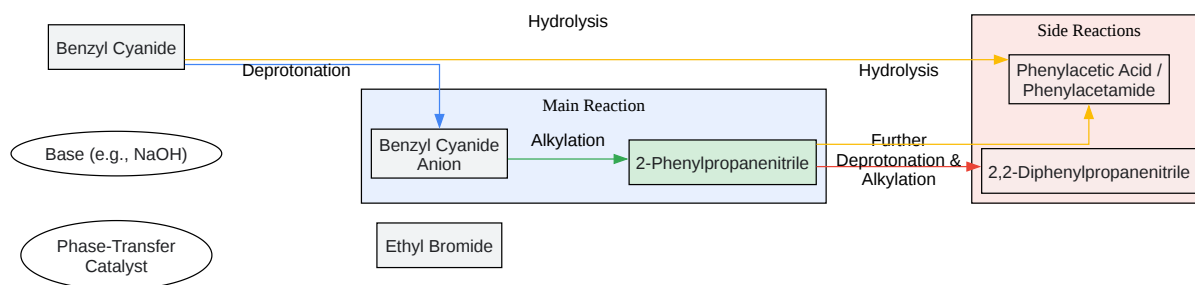 Hydrolysis
Side Reactions
Benzyl Cyanide
Deprotonation
Hydrolysis
Phenylacetic Acid /
Phenylacetamide
Main Reaction
Base (e.g., NaOH)
Benzyl Cyanide
Anion
Alkylation
2-Phenylpropanenitrile
Further
Deprotonation &
Alkylation
2,2-Diphenylpropanenitrile
Phase-Transfer
Catalyst
Ethyl Bromide